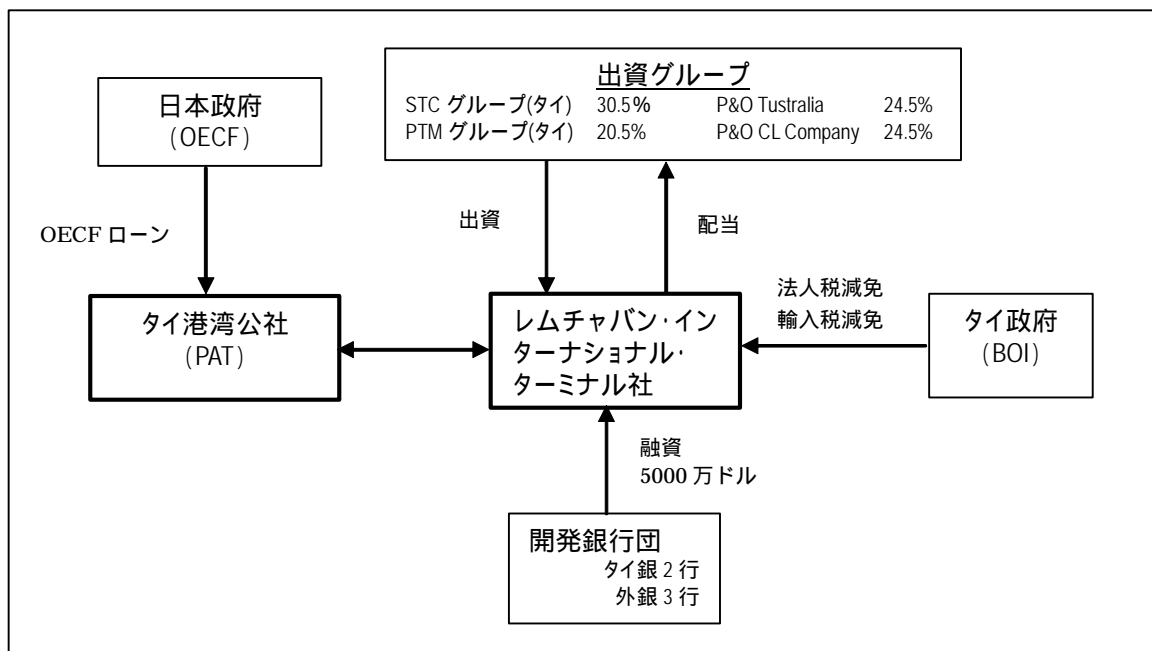 出資グループ
STC グループ(タイ) 30.5% P&O Tustralia 24.5%
PTM グループ(タイ) 20.5% P&O CL Company 24.5%
日本政府
(OECF)
OECF ローン
出資
配当
タイ港湾公社
(PAT)
レムチャバン・イン
ターナショナル・
ターミナル社
法人税減免
輸入税減免
タイ政府
(BOI)
融資
5000 万ドル
開発銀行団
タイ銀 2 行
外銀 3 行